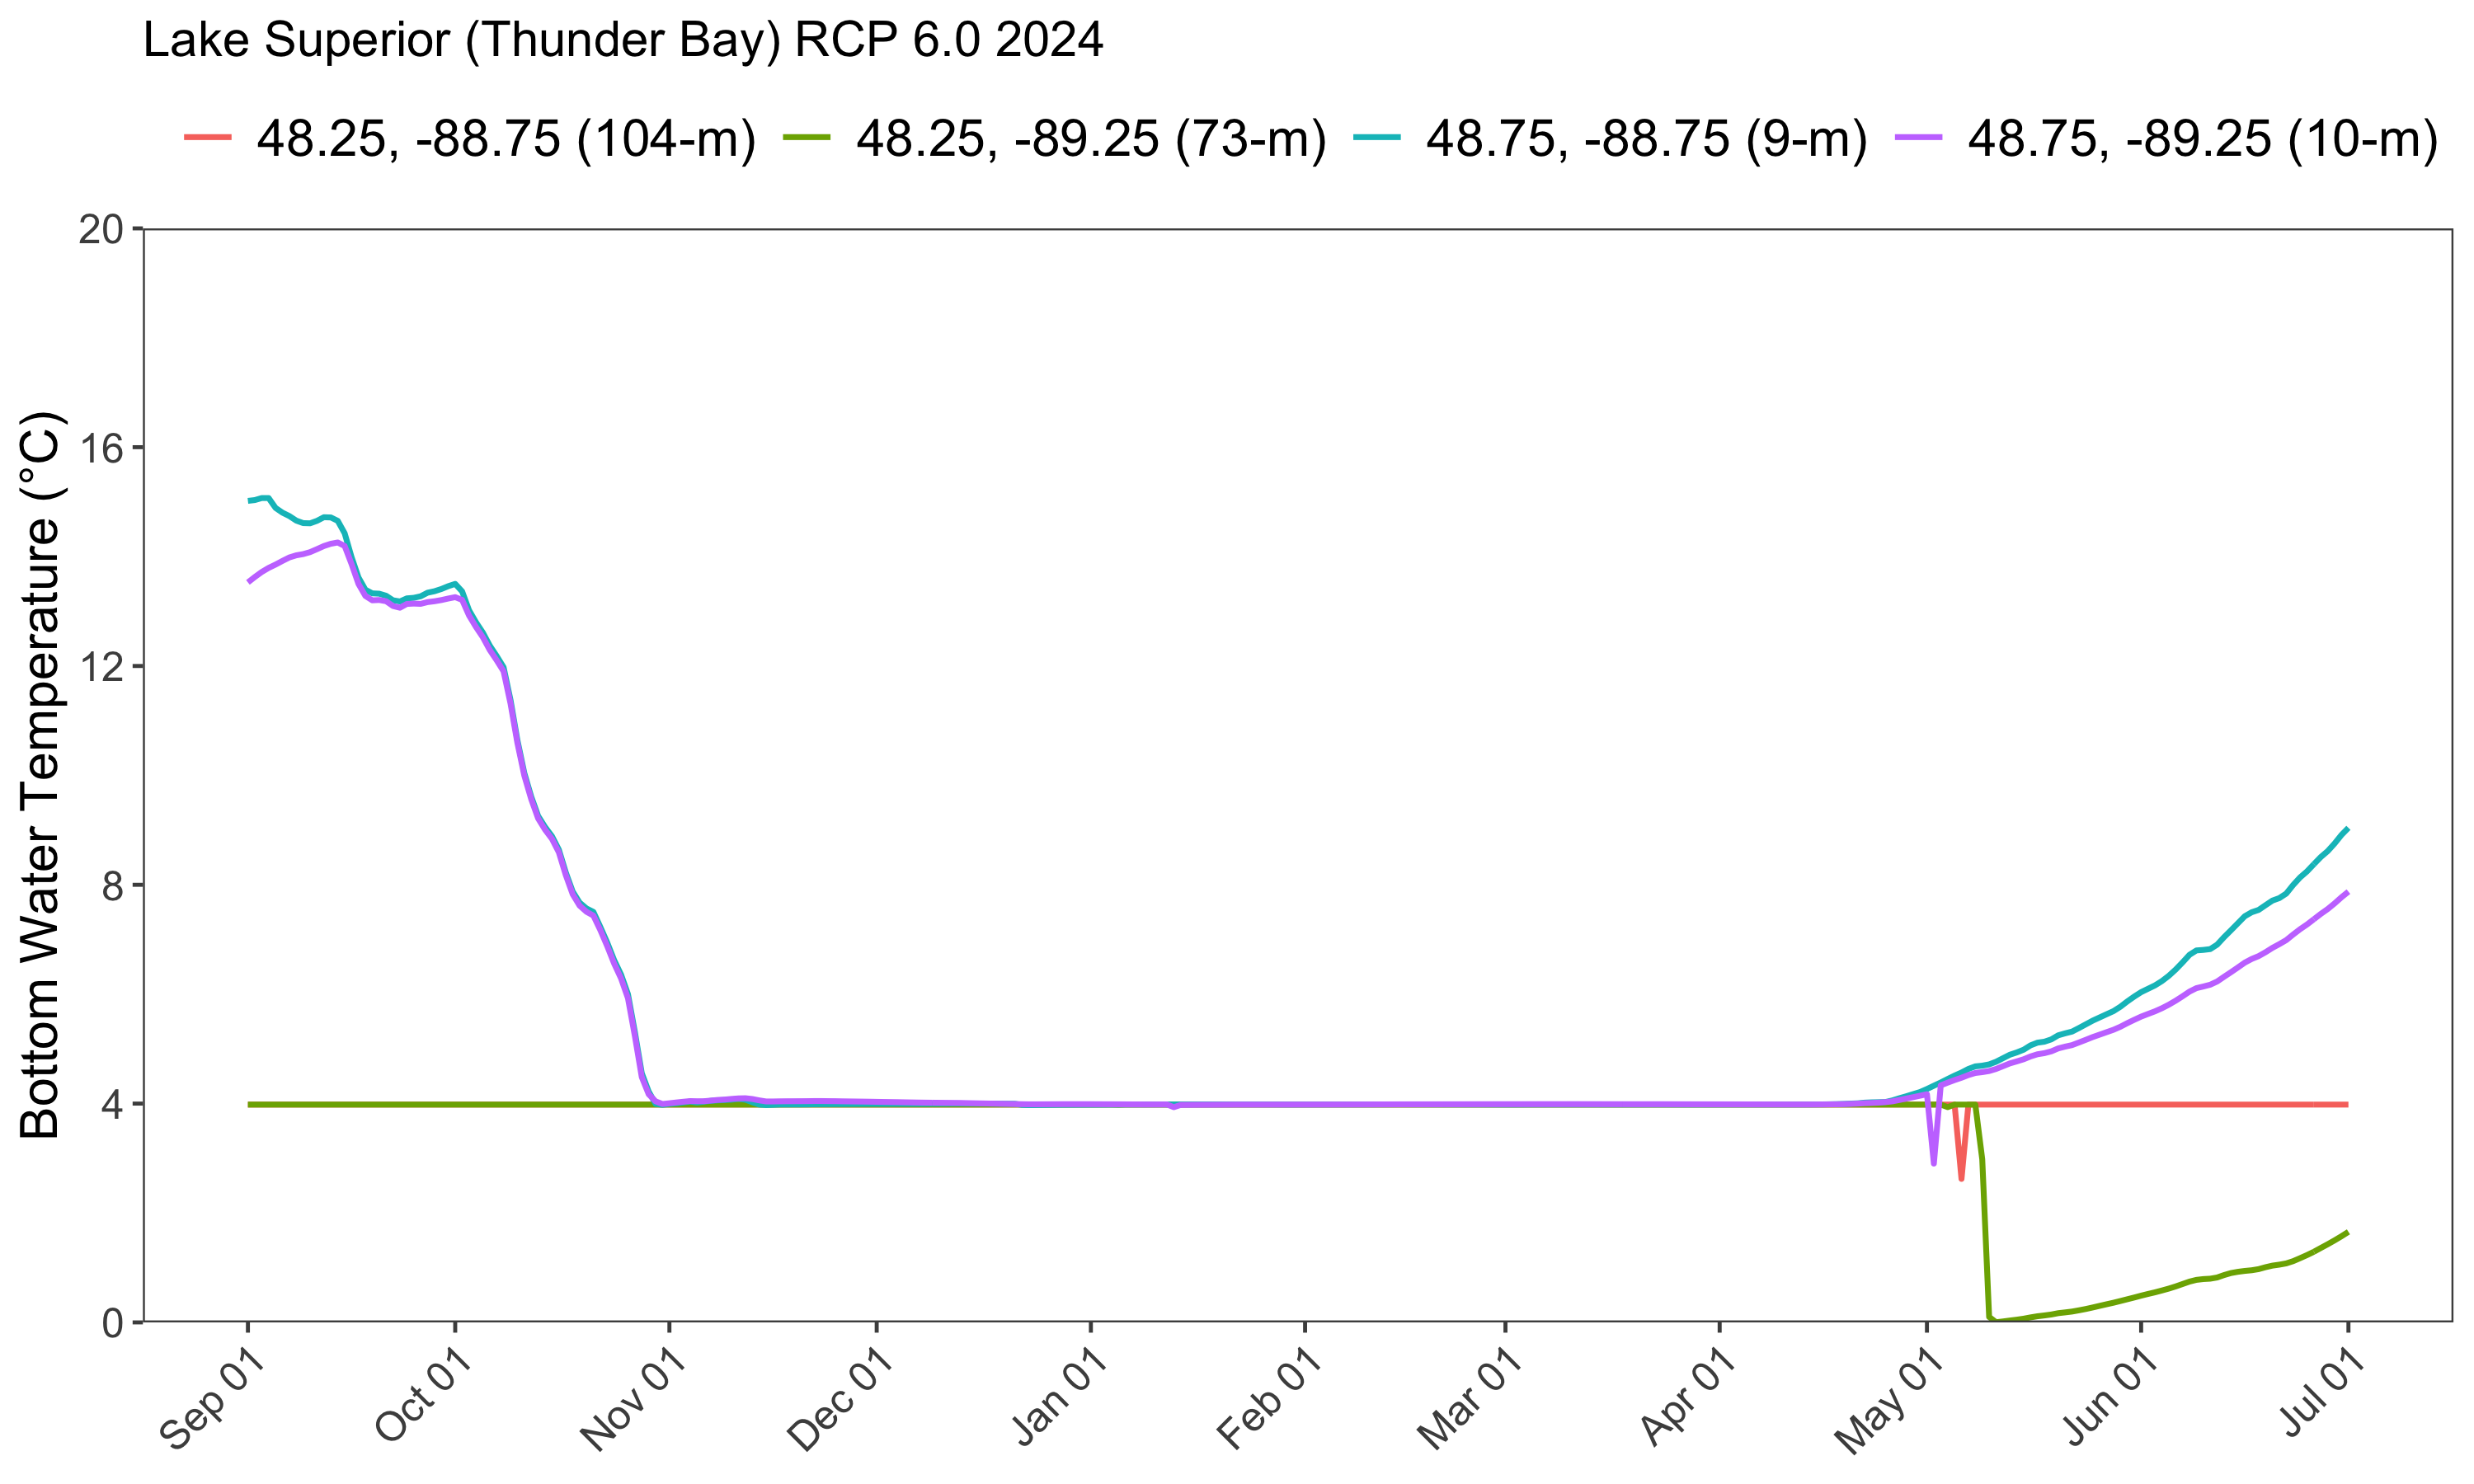 Lake Superior (Thunder Bay) RCP 6.0 2024
48.25, -88.75 (104-m) 48.25, -89.25 (73-m) 48.75, -88.75 (9-m) 48.75, -89.25 (10-m)
Bottom Water Temperature (°C)
20
16
12
8
4
0
Sep 01 Oct 01 Nov 01 Dec 01 Jan 01 Feb 01 Mar 01 Apr 01 May 01 Jun 01 Jul 01